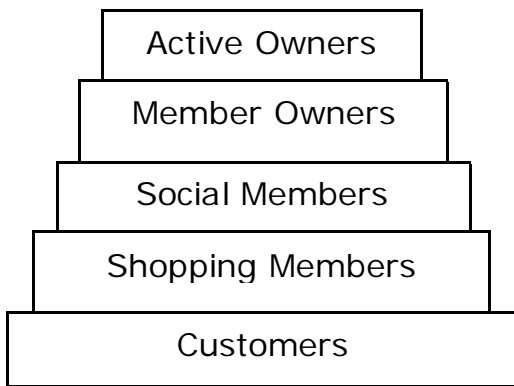 Active Owners
Member Owners
Social Members
Shopping Members
Customers